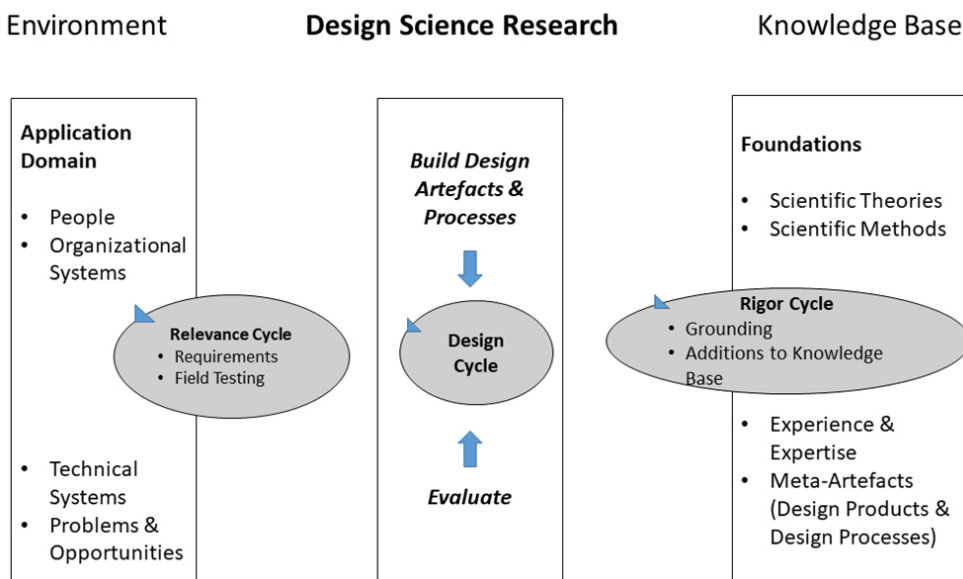 Environment
Design Science Research
Knowledge Base
Application
Domain
• People
• Organizational
Systems
Relevance Cycle
• Requirements
• Field Testing
• Technical
Systems
• Problems &
Opportunities
Build Design
Artefacts &
Processes
Design
Cycle
Evaluate
Foundations
• Scientific Theories
• Scientific Methods
Rigor Cycle
• Grounding
• Additions to Knowledge
Base
• Experience &
Expertise
• Meta-Artefacts
(Design Products &
Design Processes)